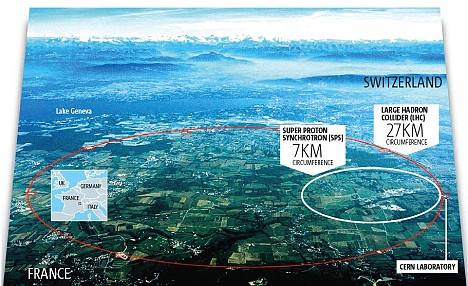 SWITZERLAND
Lake Geneva
LARGE HADRON
COLLIDER (LHC)
27KM
CIRCUMFERENCE
SUPER PROTON
SYNCHROTRON (SPS)
7KM
CIRCUMFERENCE
UK
GERMANY
FRANCE
ITALY
CERN LABORATORY
FRANCE